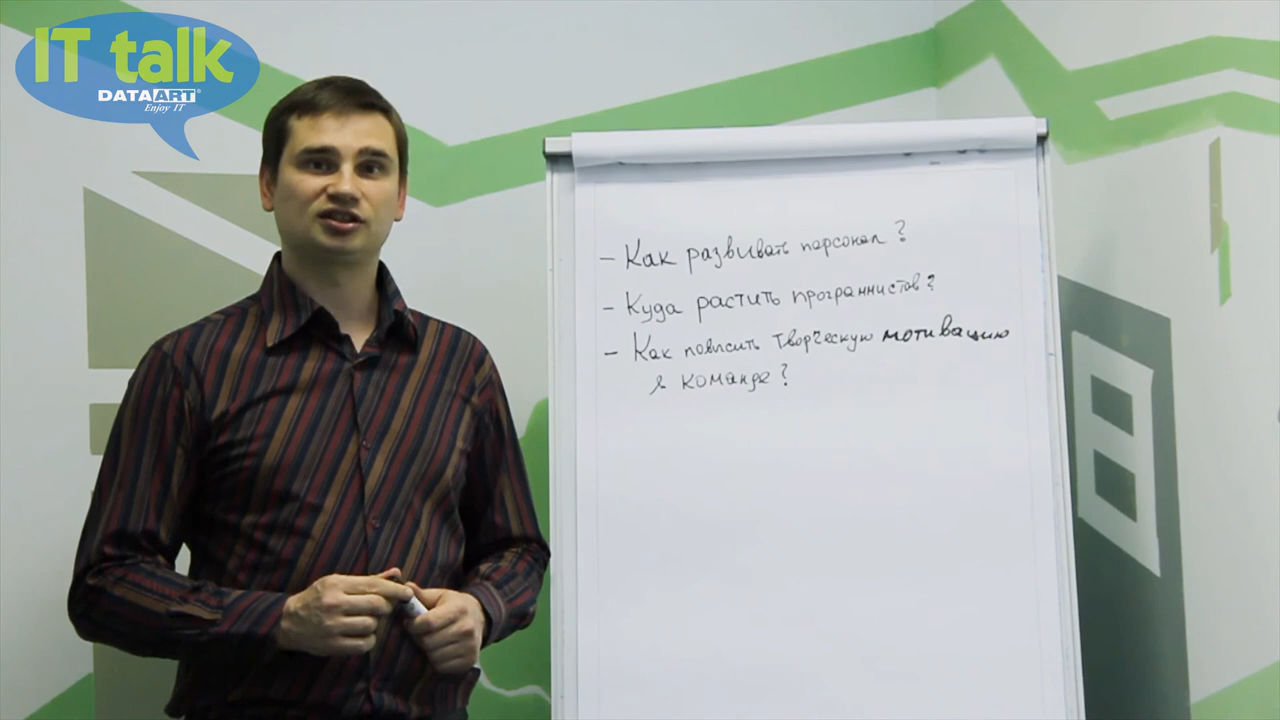 IT talk
DATAART®
Enjoy IT
- Как развивать персонал?
- Куда растить программистов?
- Как повысить творческую мотивацию
в команде?